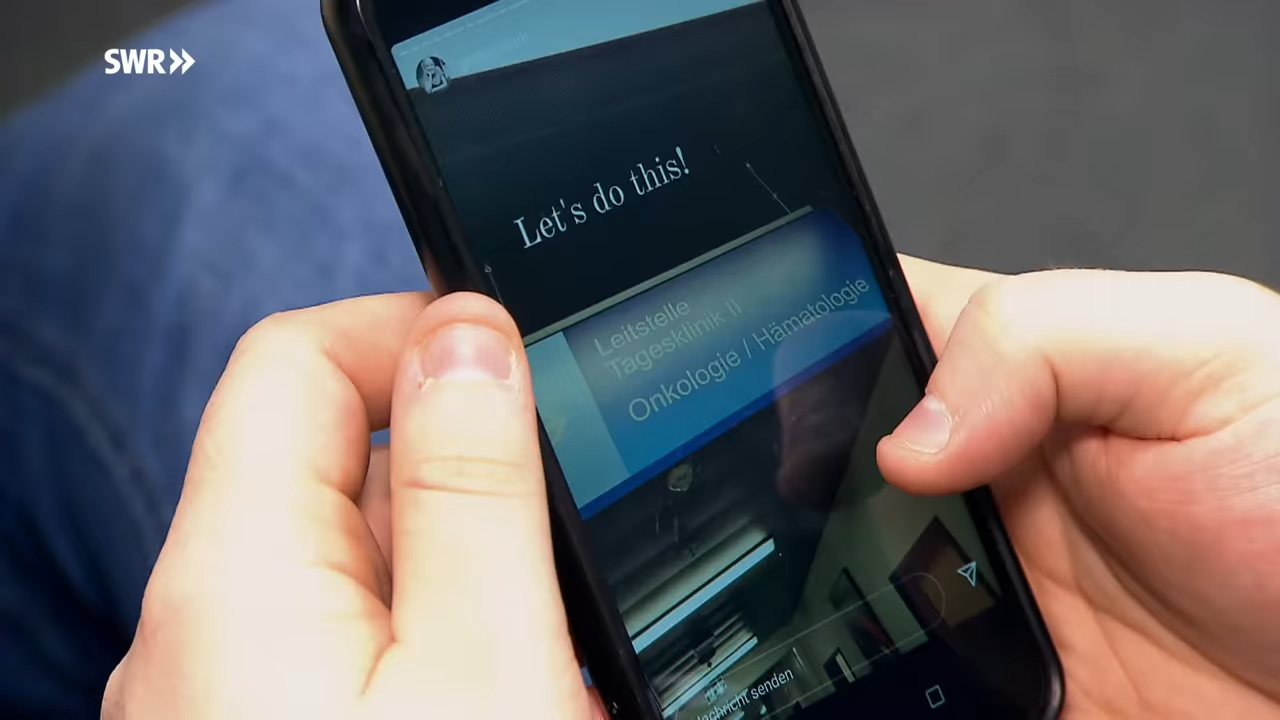 SWR
Let's do this!
Leitstelle
Tagesklinik II
Onkologie / Hämatologie
Nachricht senden